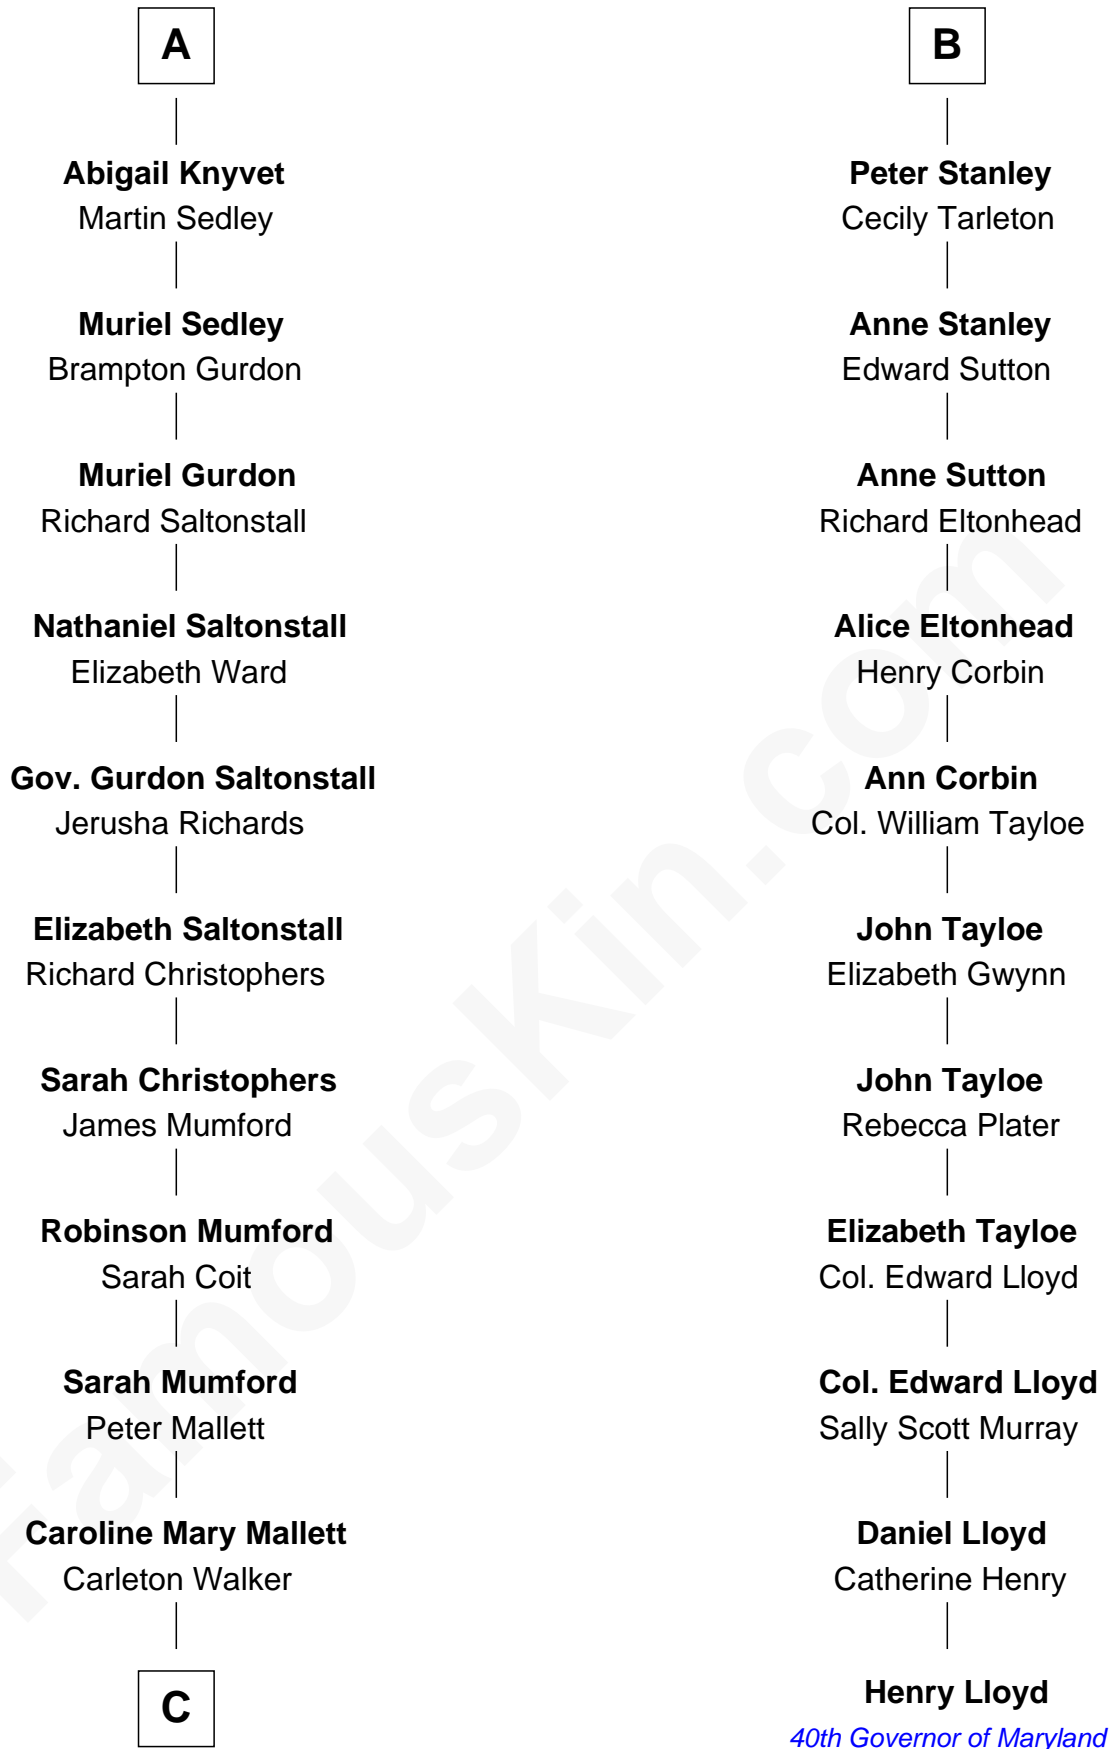 A
Abigail Knyvet
Martin Sedley
Muriel Sedley
Brampton Gurdon
Muriel Gurdon
Richard Saltonstall
Nathaniel Saltonstall
Elizabeth Ward
Gov. Gurdon Saltonstall
Jerusha Richards
Elizabeth Saltonstall
Richard Christophers
Sarah Christophers
James Mumford
Robinson Mumford
Sarah Coit
Sarah Mumford
Peter Mallett
Caroline Mary Mallett
Carleton Walker
C
B
Peter Stanley
Cecily Tarleton
Anne Stanley
Edward Sutton
Anne Sutton
Richard Eltonhead
Alice Eltonhead
Henry Corbin
Ann Corbin
Col. William Tayloe
John Tayloe
Elizabeth Gwynn
John Tayloe
Rebecca Plater
Elizabeth Tayloe
Col. Edward Lloyd
Col. Edward Lloyd
Sally Scott Murray
Daniel Lloyd
Catherine Henry
Henry Lloyd
40th Governor of Maryland
FamousKin.com